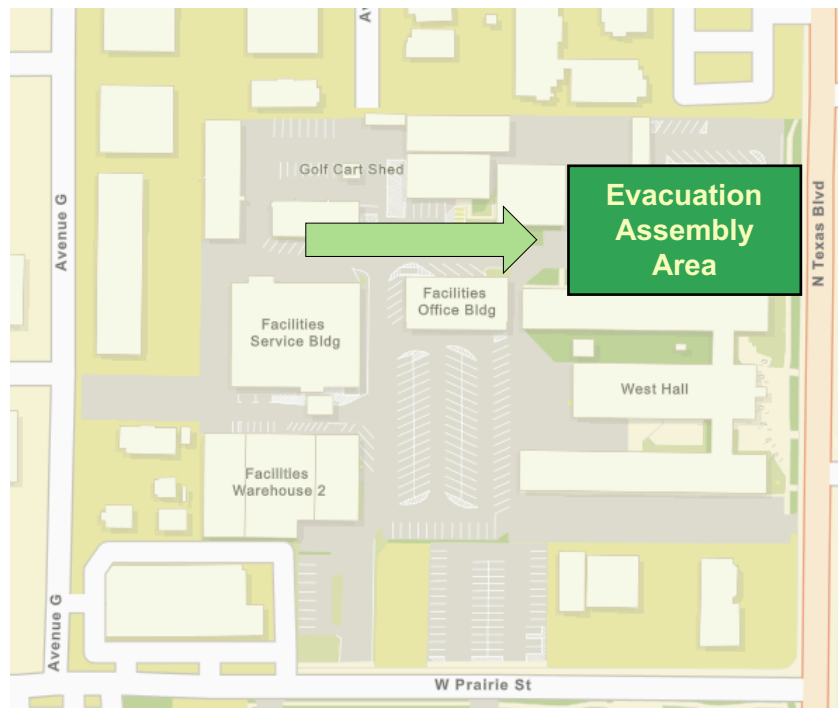 Av
Golf Cart Shed
Evacuation
Assembly
Area
Avenue G
N Texas Blvd
Facilities
Office Bldg
Facilities
Service Bldg
West Hall
Facilities
Warehouse 2
Avenue G
W Prairie St